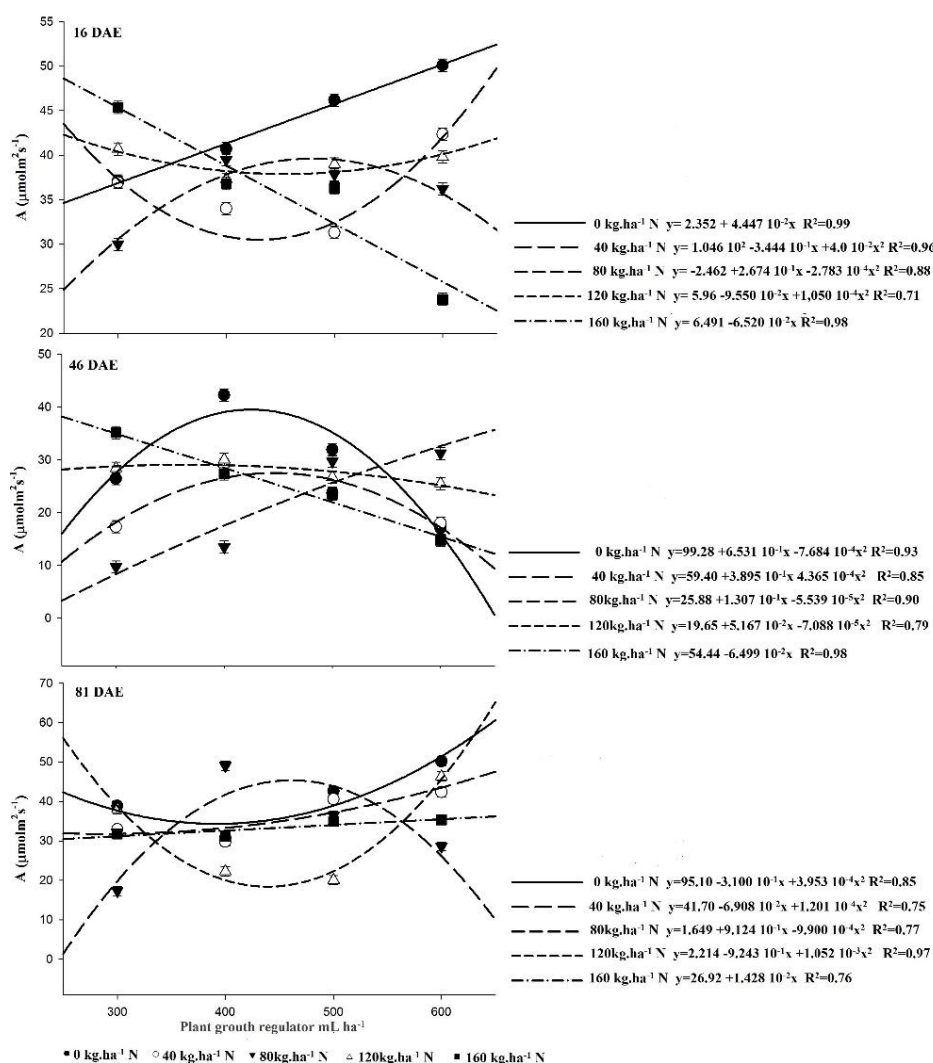 16 DAE
55
50
45
40
35
30
25
20
A (µmolm²s⁻¹)
0 kg.ha⁻¹ N y= 2.352 + 4.447 10⁻²x R²=0.99
40 kg.ha⁻¹ N y= 1.046 10² -3.444 10⁻¹x +4.0 10⁻²x² R²=0.96
80 kg.ha⁻¹ N y= -2.462 +2.674 10⁻¹x -2.783 10⁻⁴x² R²=0.88
120 kg.ha⁻¹ N y= 5.96 -9.550 10⁻²x +1,050 10⁻⁴x² R²=0.71
160 kg.ha⁻¹ N y= 6.491 -6.520 10⁻²x R²=0.98
46 DAE
50
40
30
20
10
0
A (µmolm²s⁻¹)
0 kg.ha⁻¹ N y=99.28 +6.531 10⁻¹x -7.684 10⁻⁴x² R²=0.93
40 kg.ha⁻¹ N y=59.40 +3.895 10⁻¹x 4.365 10⁻⁴x² R²=0.85
80kg.ha⁻¹ N y=25.88 +1.307 10⁻¹x -5.539 10⁻⁵x² R²=0.90
120kg.ha⁻¹ N y=19.65 +5.167 10⁻²x -7.088 10⁻⁵x² R²=0.79
160 kg.ha⁻¹ N y=54.44 -6.499 10⁻²x R²=0.98
81 DAE
70
60
50
40
30
20
10
0
A (µmolm²s⁻¹)
0 kg.ha⁻¹ N y=95.10 -3.100 10⁻¹x +3.953 10⁻⁴x² R²=0.85
40 kg.ha⁻¹ N y=41.70 -6.908 10⁻²x +1.201 10⁻⁴x² R²=0.75
80kg.ha⁻¹ N y=1.649 +9.124 10⁻¹x -9.900 10⁻⁴x² R²=0.77
120kg.ha⁻¹ N y=2,214 -9.243 10⁻¹x +1.052 10⁻³x² R²=0.97
160 kg.ha⁻¹ N y=26.92 +1.428 10⁻²x R²=0.76
300 400 500 600
Plant grouth regulator mL ha⁻¹
● 0 kg.ha⁻¹ N ○ 40 kg.ha⁻¹ N ▼ 80kg.ha⁻¹ N △ 120kg.ha⁻¹ N ■ 160 kg.ha⁻¹ N